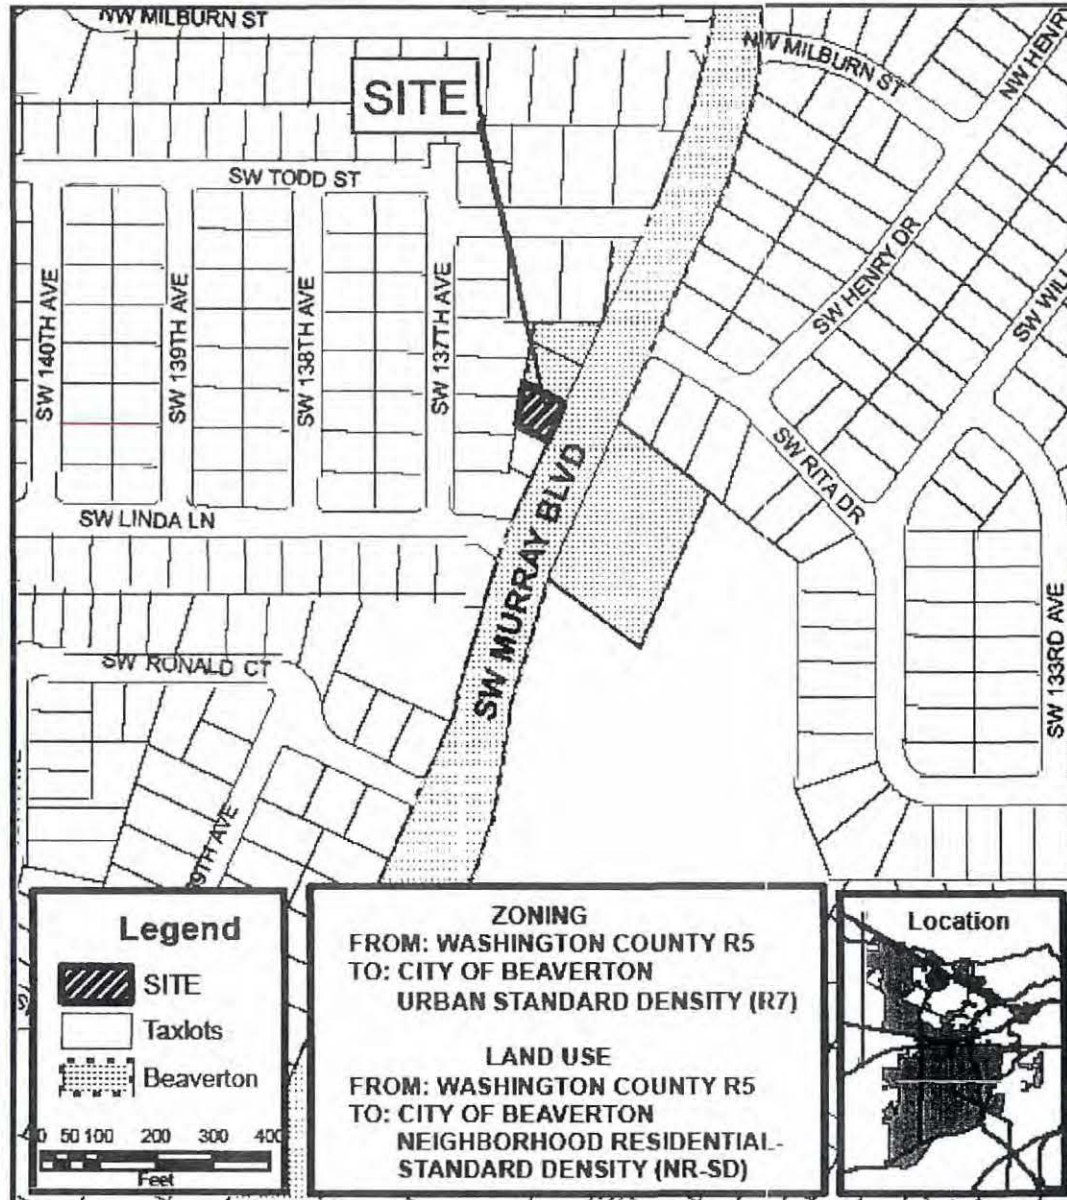 NW MILBURN ST
NW MILBURN ST
NW HENRY
SITE
SW TODD ST
SW HENRY DR
SW 140TH AVE
SW 139TH AVE
SW 138TH AVE
SW 137TH AVE
SW RITA DR
SW LINDA LN
SW MURRAY BLVD
SW 133RD AVE
SW RONALD CT
Legend
SITE
Taxlots
Beaverton
0 50 100 200 300 400
Feet
ZONING
FROM: WASHINGTON COUNTY R5
TO: CITY OF BEAVERTON
URBAN STANDARD DENSITY (R7)
LAND USE
FROM: WASHINGTON COUNTY R5
TO: CITY OF BEAVERTON
NEIGHBORHOOD RESIDENTIAL-
STANDARD DENSITY (NR-SD)
Location